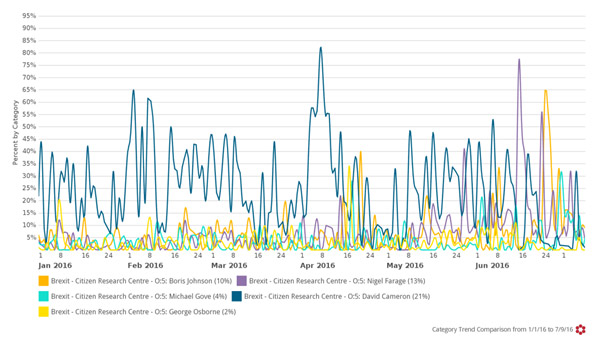 95%
90%
85%
80%
75%
70%
65%
60%
55%
50%
45%
40%
35%
30%
25%
20%
15%
10%
5%
Percent by Category
1 8 16 24 1 8 16 24 1 8 16 24 1 8 16 24 1 8 16 24 1 8 16 24 1
Jan 2016 Feb 2016 Mar 2016 Apr 2016 May 2016 Jun 2016
Brexit - Citizen Research Centre - O:5: Boris Johnson (10%) Brexit - Citizen Research Centre - O:5: Nigel Farage (13%)
Brexit - Citizen Research Centre - O:5: Michael Gove (4%) Brexit - Citizen Research Centre - O:5: David Cameron (21%)
Brexit - Citizen Research Centre - O:5: George Osborne (2%)
Category Trend Comparison from 1/1/16 to 7/9/16